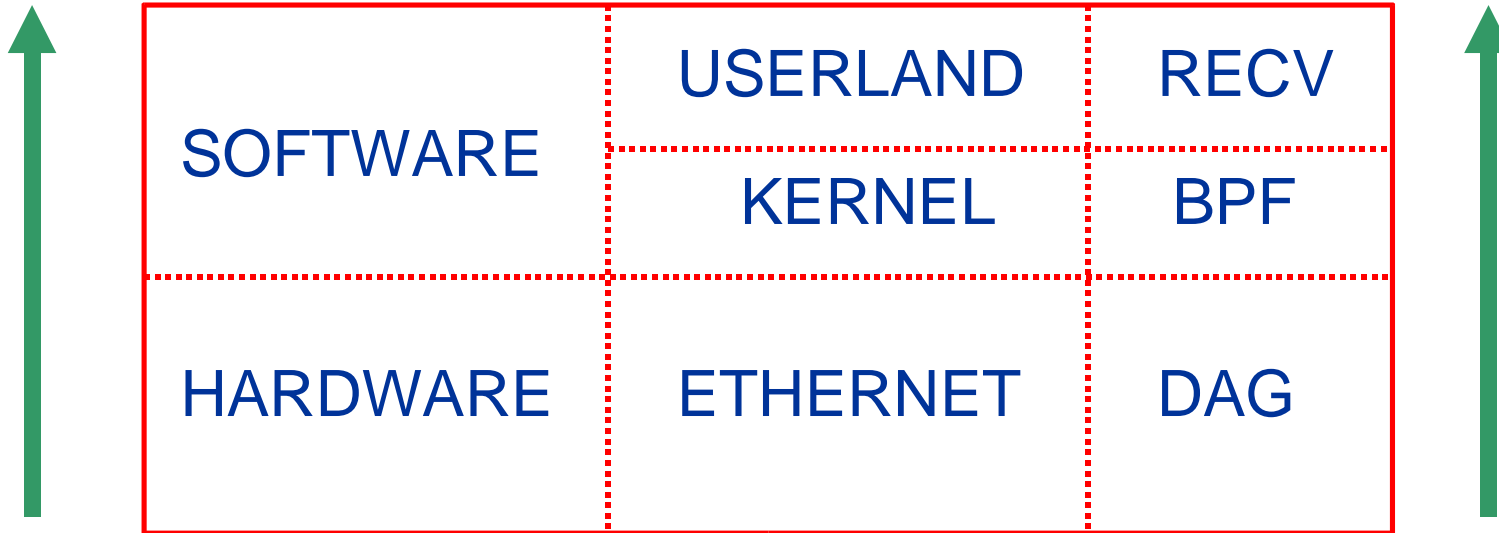 USERLAND RECV
SOFTWARE
KERNEL BPF
HARDWARE ETHERNET DAG